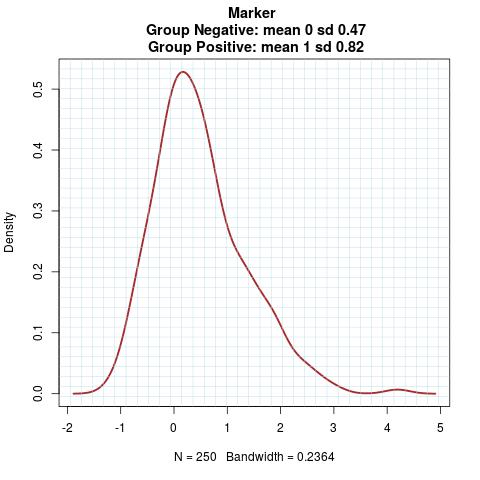 Marker
Group Negative: mean 0 sd 0.47
Group Positive: mean 1 sd 0.82
Density
0.5
0.4
0.3
0.2
0.1
0.0
-2 -1 0 1 2 3 4 5
N = 250 Bandwidth = 0.2364